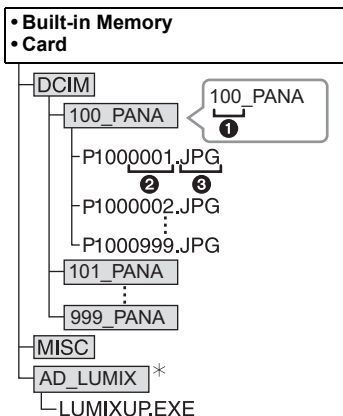 • Built-in Memory
• Card
DCIM
100_PANA
100_PANA
❶
P1000001.JPG
❷ ❸
P1000002.JPG
P1000999.JPG
101_PANA
999_PANA
MISC
AD_LUMIX *
LUMIXUP.EXE